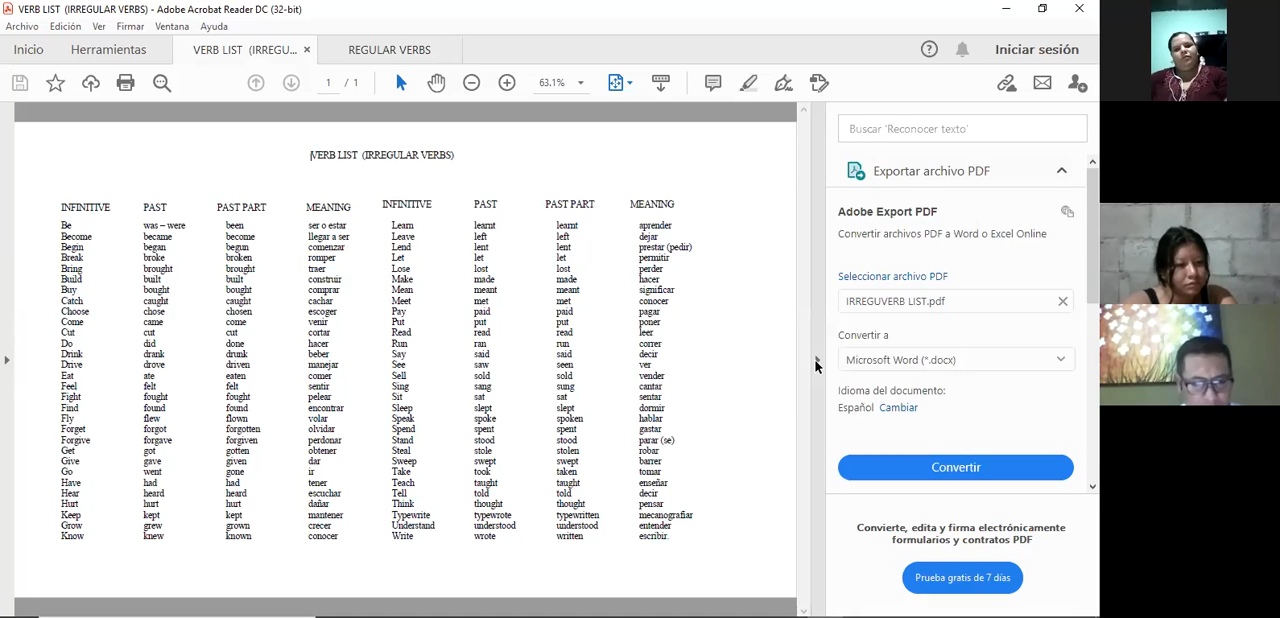 VERB LIST (IRREGULAR VERBS) - Adobe Acrobat Reader DC (32-bit)
Archivo Edición Ver Firmar Ventana Ayuda
Inicio Herramientas VERB LIST (IRREGU... × REGULAR VERBS Iniciar sesión
1 / 1 63.1%
VERB LIST (IRREGULAR VERBS)
INFINITIVE PAST PAST PART MEANING INFINITIVE PAST PAST PART MEANING
Be was – were been ser o estar Learn learnt learnt aprender
Become became become llegar a ser Leave left left dejar
Begin began begun comenzar Lend lent lent prestar (pedir)
Break broke broken romper Let let let permitir
Bring brought brought traer Lose lost lost perder
Build built built construir Make made made hacer
Buy bought bought comprar Mean meant meant significar
Catch caught caught cachar Meet met met conocer
Choose chose chosen escoger Pay paid paid pagar
Come came come venir Put put put poner
Cut cut cut cortar Read read read leer
Do did done hacer Run ran run correr
Drink drank drunk beber Say said said decir
Drive drove driven manejar See saw seen ver
Eat ate eaten comer Sell sold sold vender
Feel felt felt sentir Sing sang sung cantar
Fight fought fought pelear Sit sat sat sentar
Find found found encontrar Sleep slept slept dormir
Fly flew flown volar Speak spoke spoken hablar
Forget forgot forgotten olvidar Spend spent spent gastar
Forgive forgave forgiven perdonar Stand stood stood parar (se)
Get got gotten obtener Steal stole stolen robar
Give gave given dar Sweep swept swept barrer
Go went gone ir Take took taken tomar
Have had had tener Teach taught taught enseñar
Hear heard heard escuchar Tell told told decir
Hurt hurt hurt dañar Think thought thought pensar
Keep kept kept mantener Typewrite typewrote typewritten mecanografiar
Grow grew grown crecer Understand understood understood entender
Know knew known conocer Write wrote written escribir.
Buscar 'Reconocer texto'
Exportar archivo PDF
Adobe Export PDF
Convertir archivos PDF a Word o Excel Online
Seleccionar archivo PDF
IRREGUVERB LIST.pdf
Convertir a
Microsoft Word (*.docx)
Idioma del documento:
Español Cambiar
Convertir
Convierte, edita y firma electrónicamente
formularios y contratos PDF
Prueba gratis de 7 días